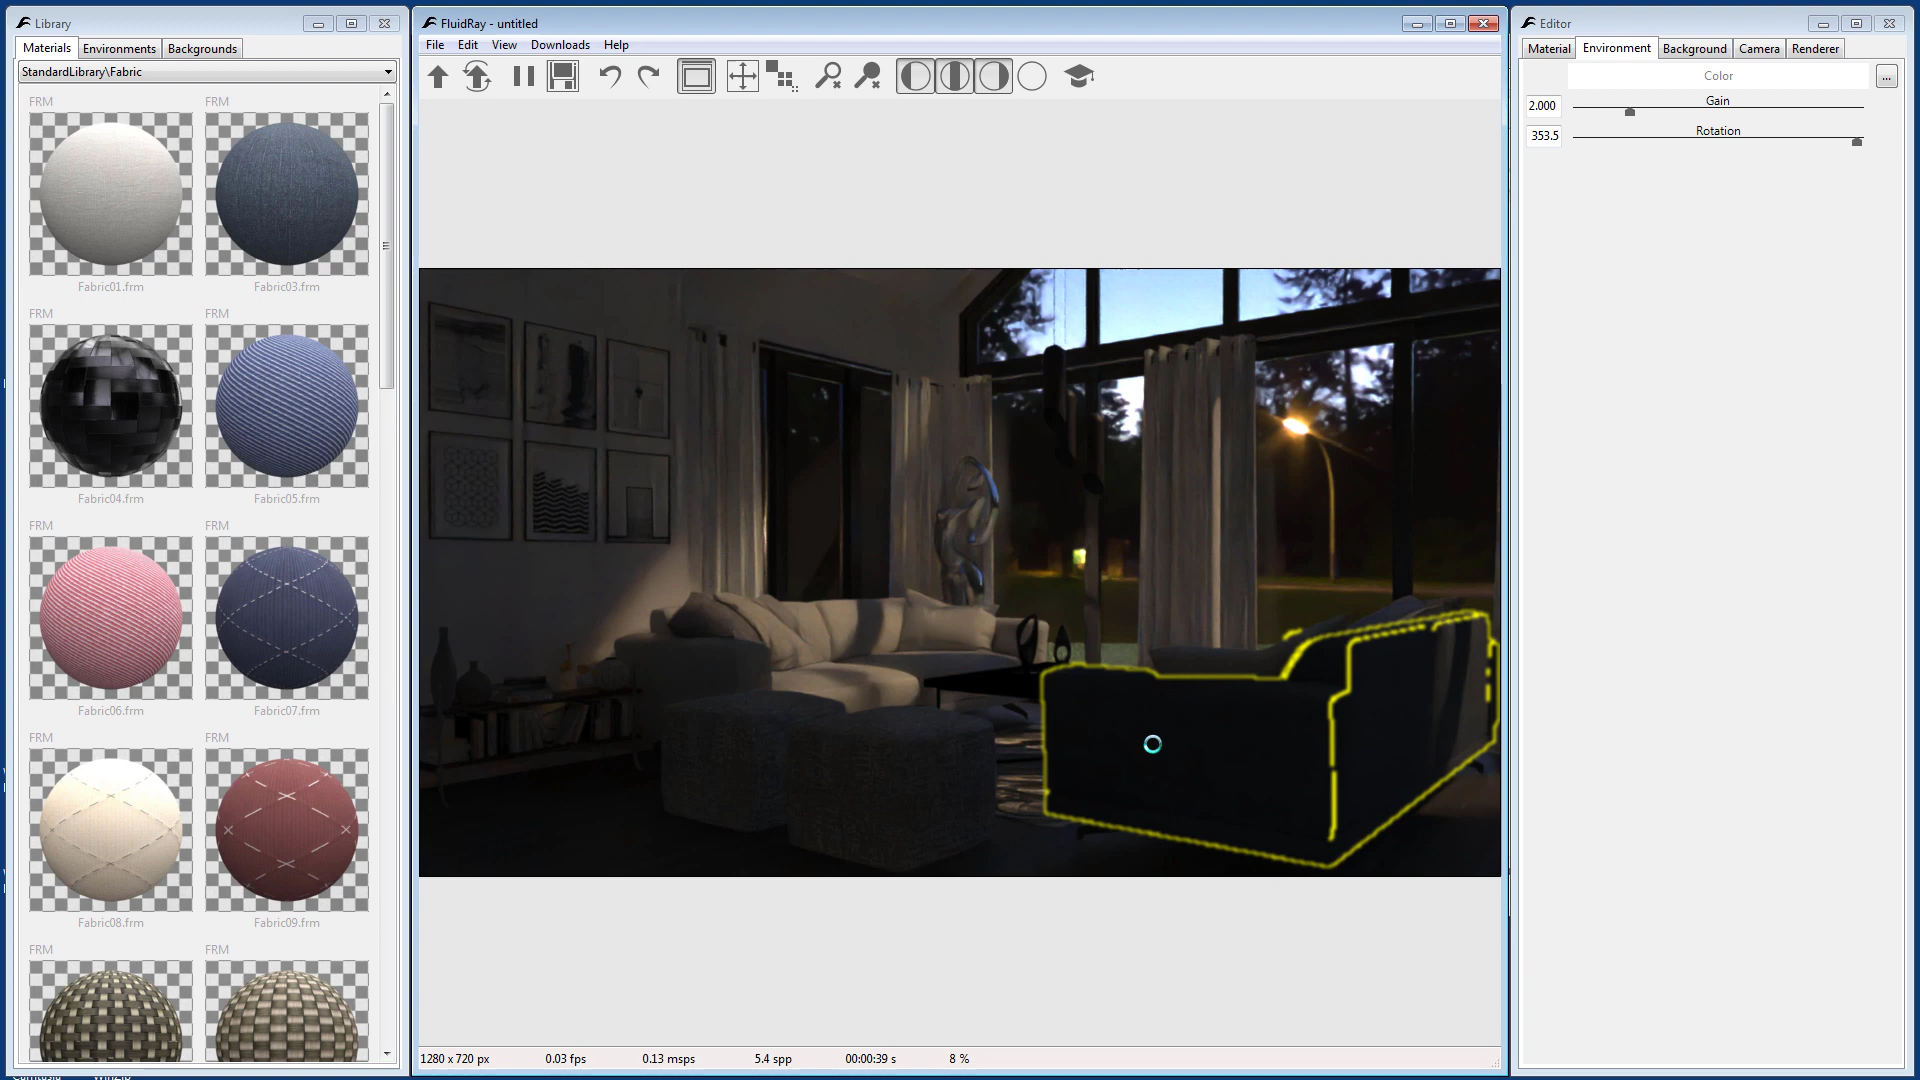 Library
Materials Environments Backgrounds
StandardLibrary\Fabric
FRM FRM
Fabric01.frm Fabric03.frm
FRM FRM
Fabric04.frm Fabric05.frm
FRM FRM
Fabric06.frm Fabric07.frm
FRM FRM
Fabric08.frm Fabric09.frm
FRM FRM
FluidRay - untitled
File Edit View Downloads Help
1280 x 720 px 0.03 fps 0.13 msps 5.4 spp 00:00:39 s 8 %
Editor
Material Environment Background Camera Renderer
Color ...
2.000 Gain
353.5 Rotation